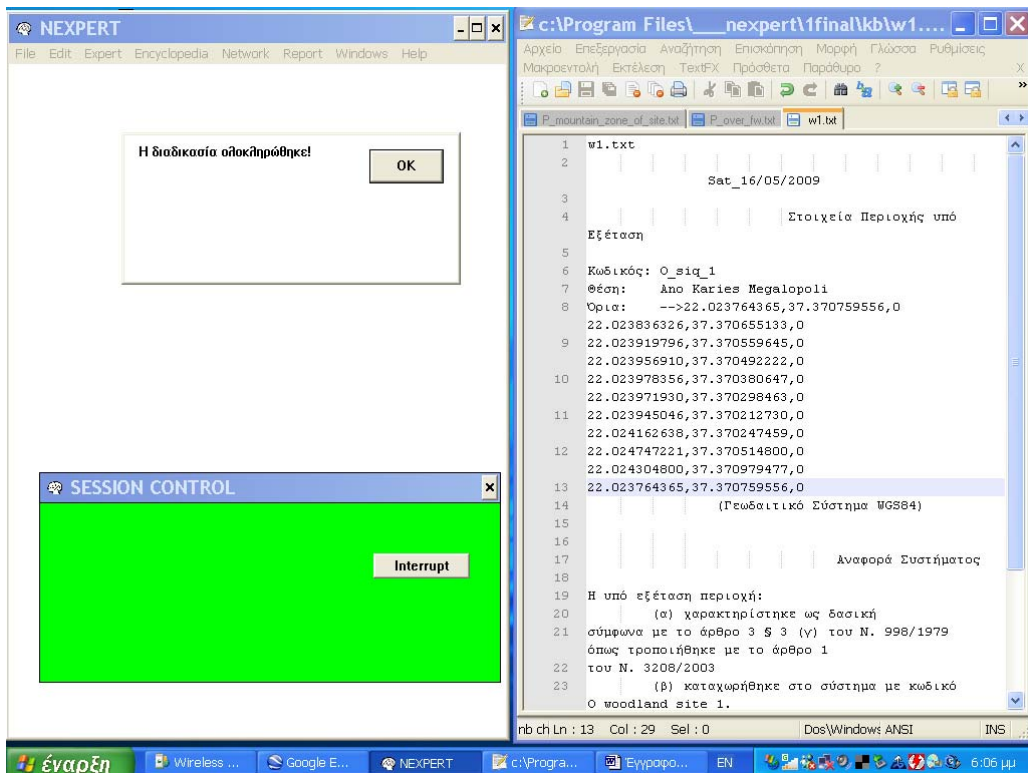 NEXPERT
File Edit Expert Encyclopedia Network Report Windows Help
Η διαδικασία ολοκληρώθηκε!
OK
SESSION CONTROL
Interrupt
c:\Program Files\___nexpert\1final\kb\w1....
Αρχείο Επεξεργασία Αναζήτηση Επισκόπηση Μορφή Γλώσσα Ρυθμίσεις
Μακροεντολή Εκτέλεση TextFX Πρόσθετα Παράθυρο ? X
P_mountain_zone_of_site.txt P_over_fw.txt w1.txt
1 w1.txt
2
Sat_16/05/2009
3
4 Στοιχεία Περιοχής υπό
Εξέταση
5
6 Κωδικός: O_siq_1
7 Θέση: Ano Karies Megalopoli
8 Όρια: -->22.023764365,37.370759556,0
22.023836326,37.370655133,0
9 22.023919796,37.370559645,0
22.023956910,37.370492222,0
10 22.023978356,37.370380647,0
22.023971930,37.370298463,0
11 22.023945046,37.370212730,0
22.024162638,37.370247459,0
12 22.024747221,37.370514800,0
22.024304800,37.370979477,0
13 22.023764365,37.370759556,0
14 (Γεωδαιτικό Σύστημα WGS84)
15
16
17 Αναφορά Συστήματος
18
19 Η υπό εξέταση περιοχή:
20 (α) χαρακτηρίστηκε ως δασική
21 σύμφωνα με το άρθρο 3 § 3 (γ) του Ν. 998/1979
όπως τροποιήθηκε με το άρθρο 1
22 του Ν. 3208/2003
23 (β) καταχωρήθηκε στο σύστημα με κωδικό
O woodland site 1.
nb ch Ln : 13 Col : 29 Sel : 0 Dos\Windows ANSI INS
έναρξη Wireless ... Google E... NEXPERT c:\Progra... Έγγραφο... EN 6:06 μμ